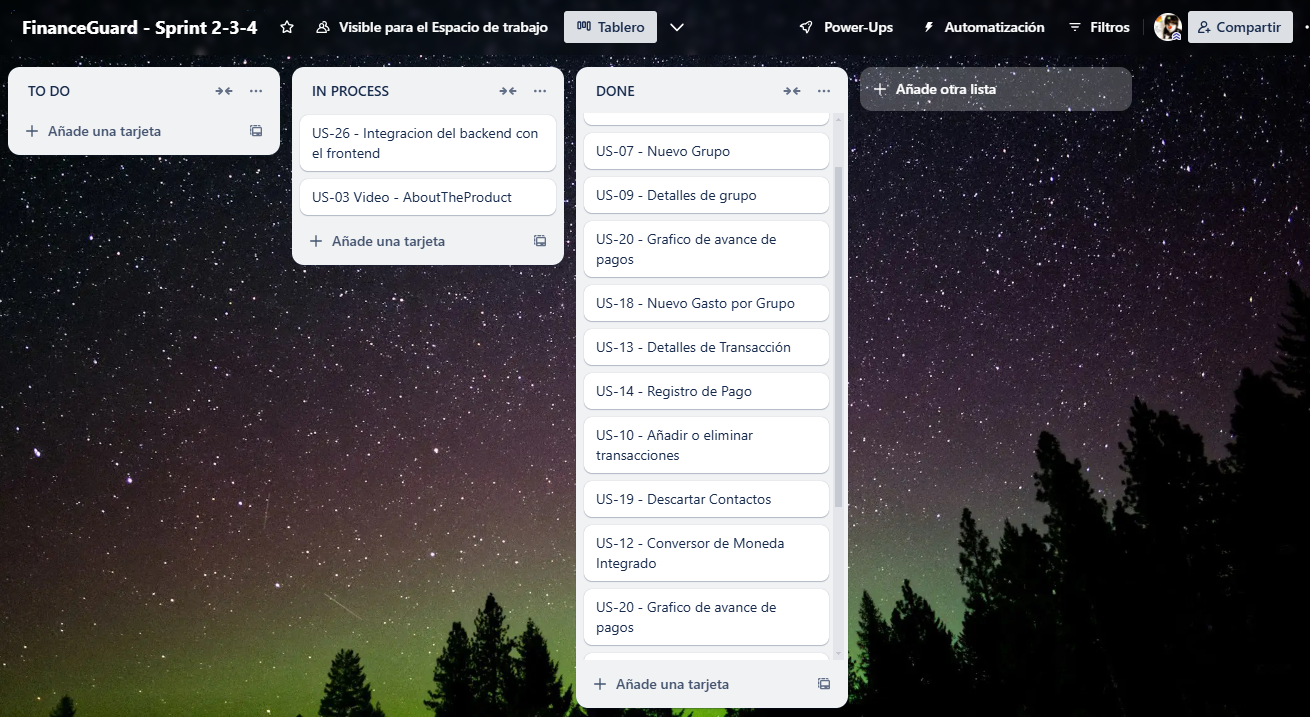 FinanceGuard - Sprint 2-3-4
Visible para el Espacio de trabajo
Tablero
Power-Ups
Automatización
Filtros
Compartir
TO DO
Añade una tarjeta
IN PROCESS
US-26 - Integracion del backend con
el frontend
US-03 Video - AboutTheProduct
Añade una tarjeta
DONE
US-07 - Nuevo Grupo
US-09 - Detalles de grupo
US-20 - Grafico de avance de
pagos
US-18 - Nuevo Gasto por Grupo
US-13 - Detalles de Transacción
US-14 - Registro de Pago
US-10 - Añadir o eliminar
transacciones
US-19 - Descartar Contactos
US-12 - Conversor de Moneda
Integrado
US-20 - Grafico de avance de
pagos
Añade una tarjeta
Añade otra lista